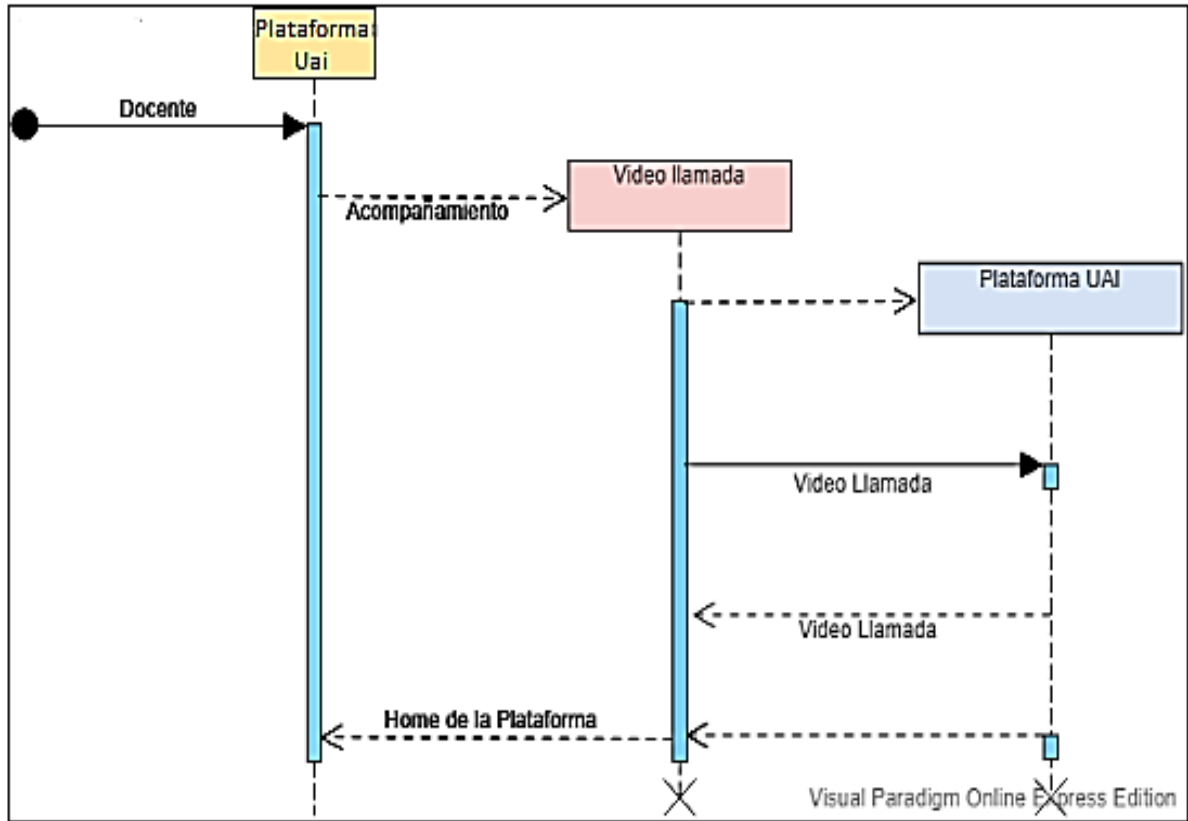 Plataforma:
Uai
Docente
Video llamada
Acompañamiento
Plataforma UAI
Video Llamada
Video Llamada
Home de la Plataforma
Visual Paradigm Online Express Edition